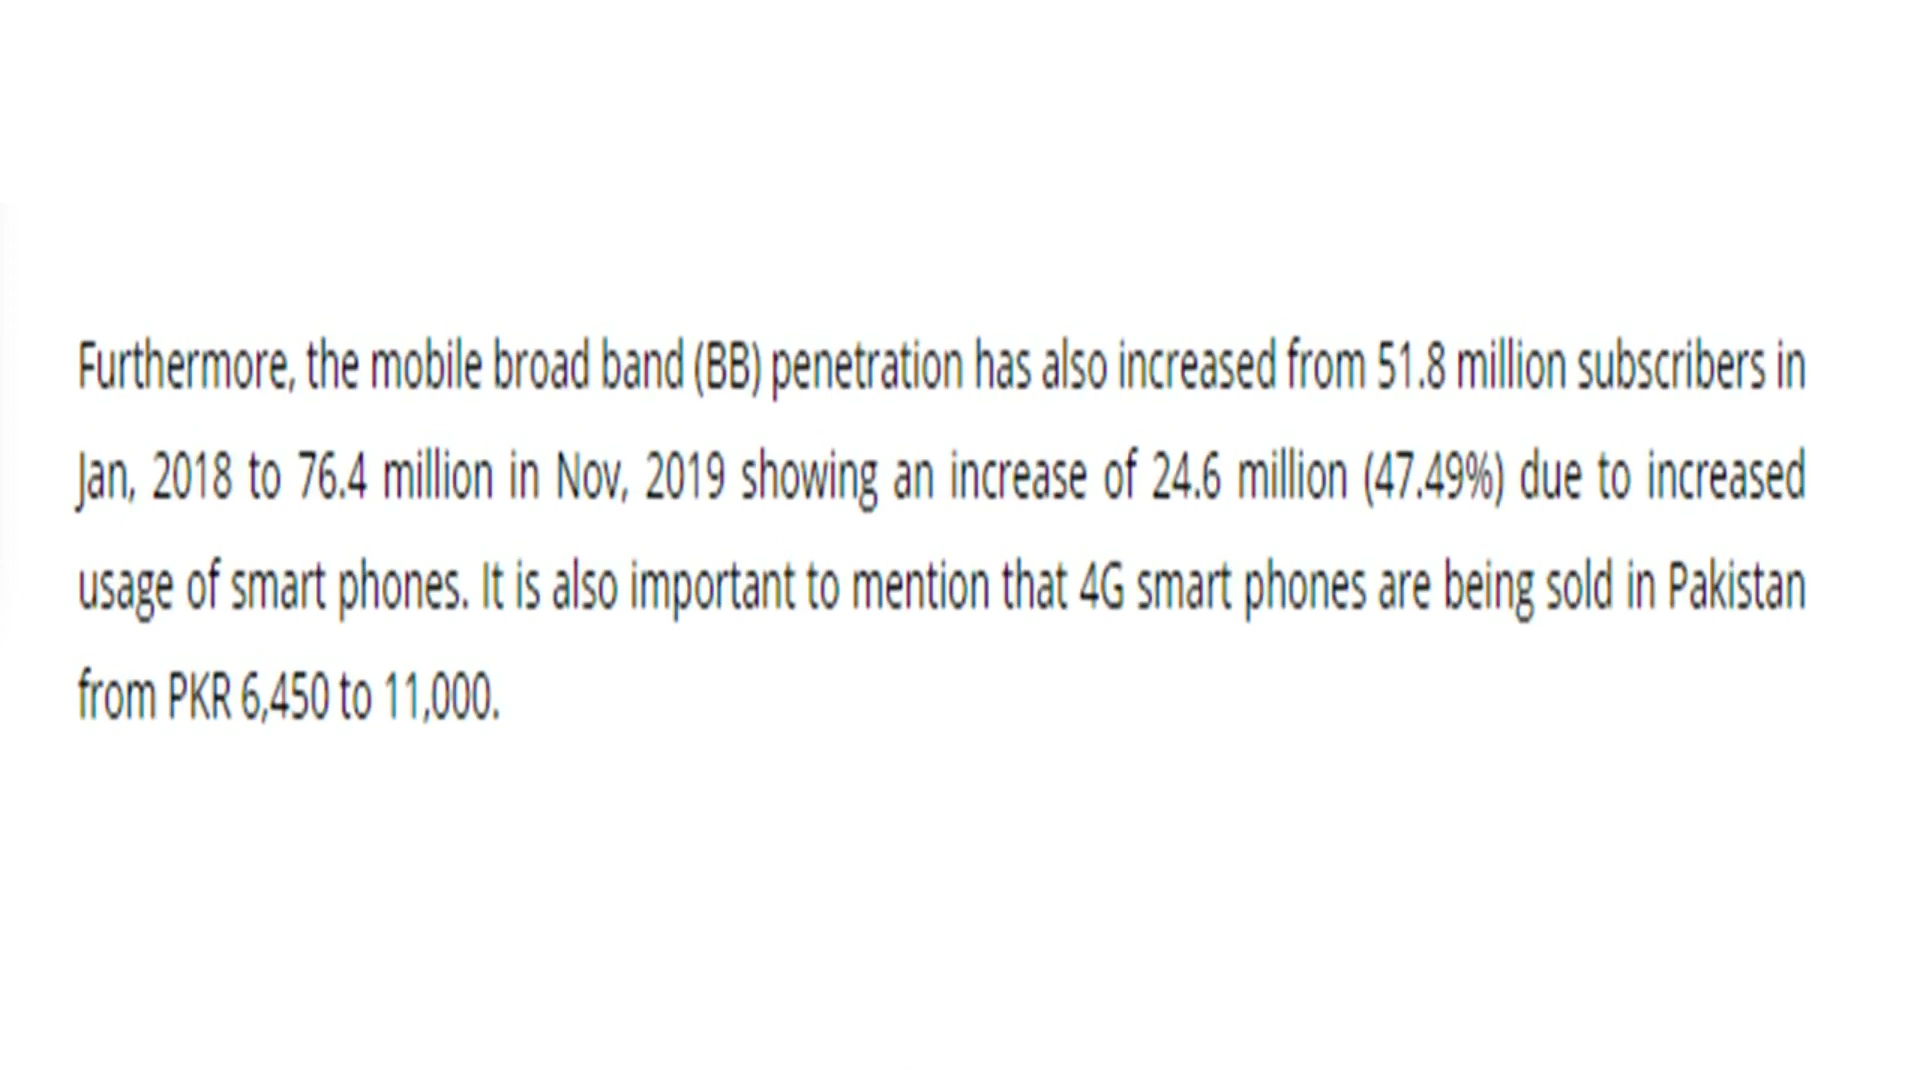 Furthermore, the mobile broad band (BB) penetration has also increased from 51.8 million subscribers in
Jan, 2018 to 76.4 million in Nov, 2019 showing an increase of 24.6 million (47.49%) due to increased
usage of smart phones. It is also important to mention that 4G smart phones are being sold in Pakistan
from PKR 6,450 to 11,000.